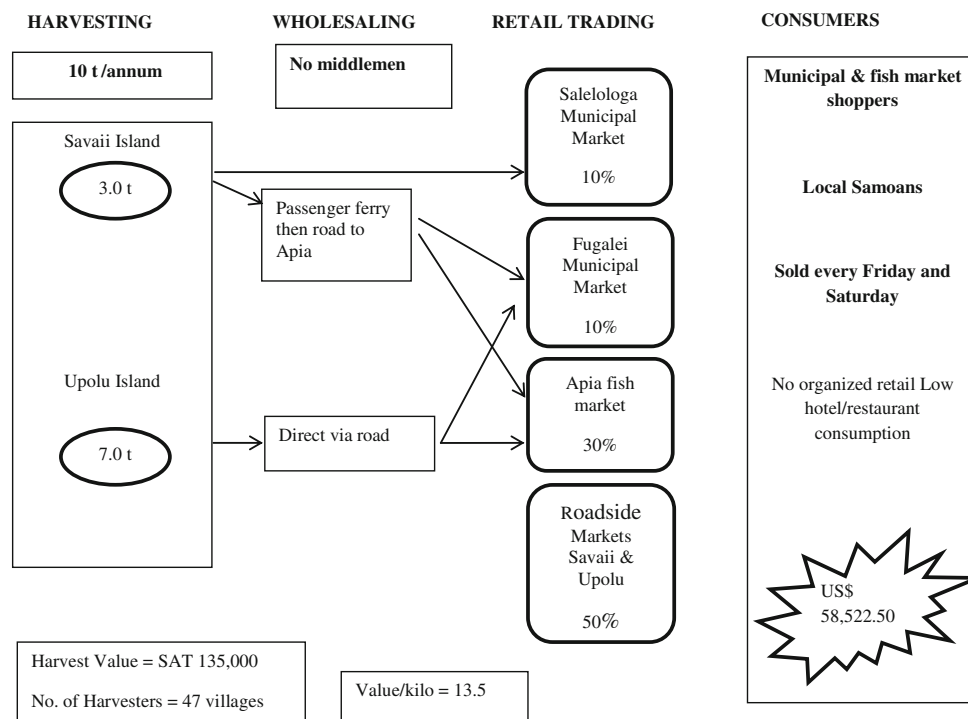 HARVESTING
WHOLESALING
RETAIL TRADING
CONSUMERS
10 t /annum
No middlemen
Savaii Island
3.0 t
Upolu Island
7.0 t
Passenger ferry
then road to
Apia
Direct via road
Salelologa
Municipal
Market
10%
Fugalei
Municipal
Market
10%
Apia fish
market
30%
Roadside
Markets
Savaii &
Upolu
50%
Municipal & fish market
shoppers
Local Samoans
Sold every Friday and
Saturday
No organized retail Low
hotel/restaurant
consumption
US$
58,522.50
Harvest Value = SAT 135,000
No. of Harvesters = 47 villages
Value/kilo = 13.5